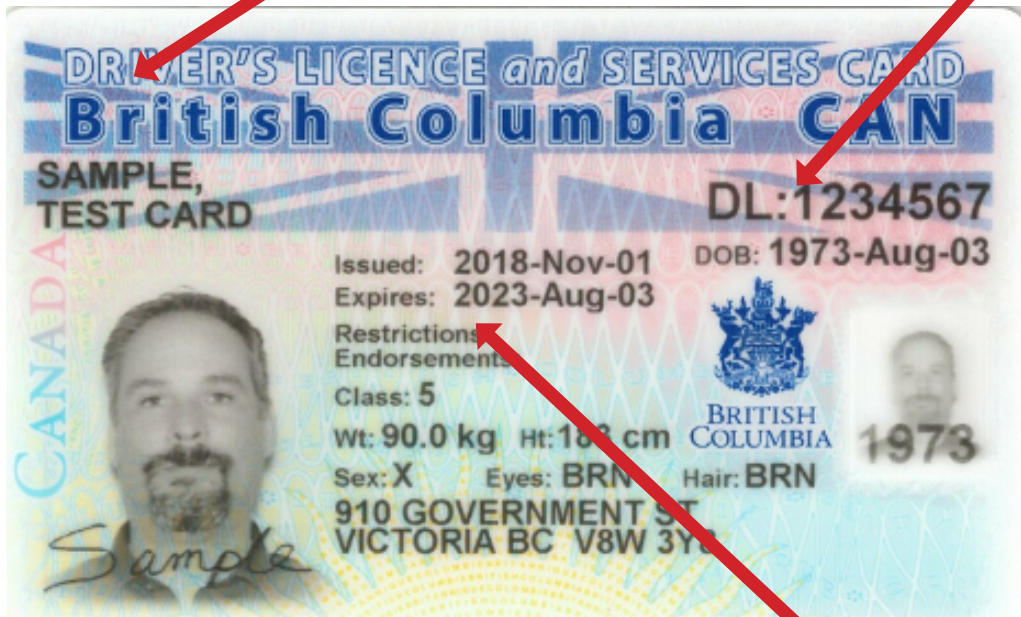 DRIVER'S LICENCE and SERVICES CARD
British Columbia CAN
SAMPLE,
TEST CARD
DL:1234567
Issued: 2018-Nov-01
DOB: 1973-Aug-03
Expires: 2023-Aug-03
Restrictions
Endorsements
Class: 5
Wt: 90.0 kg Ht: cm
Sex: X Eyes: BRN Hair: BRN
910 GOVERNMENT ST
VICTORIA BC V8W
CANADA
BRITISH
COLUMBIA
1973
Sample